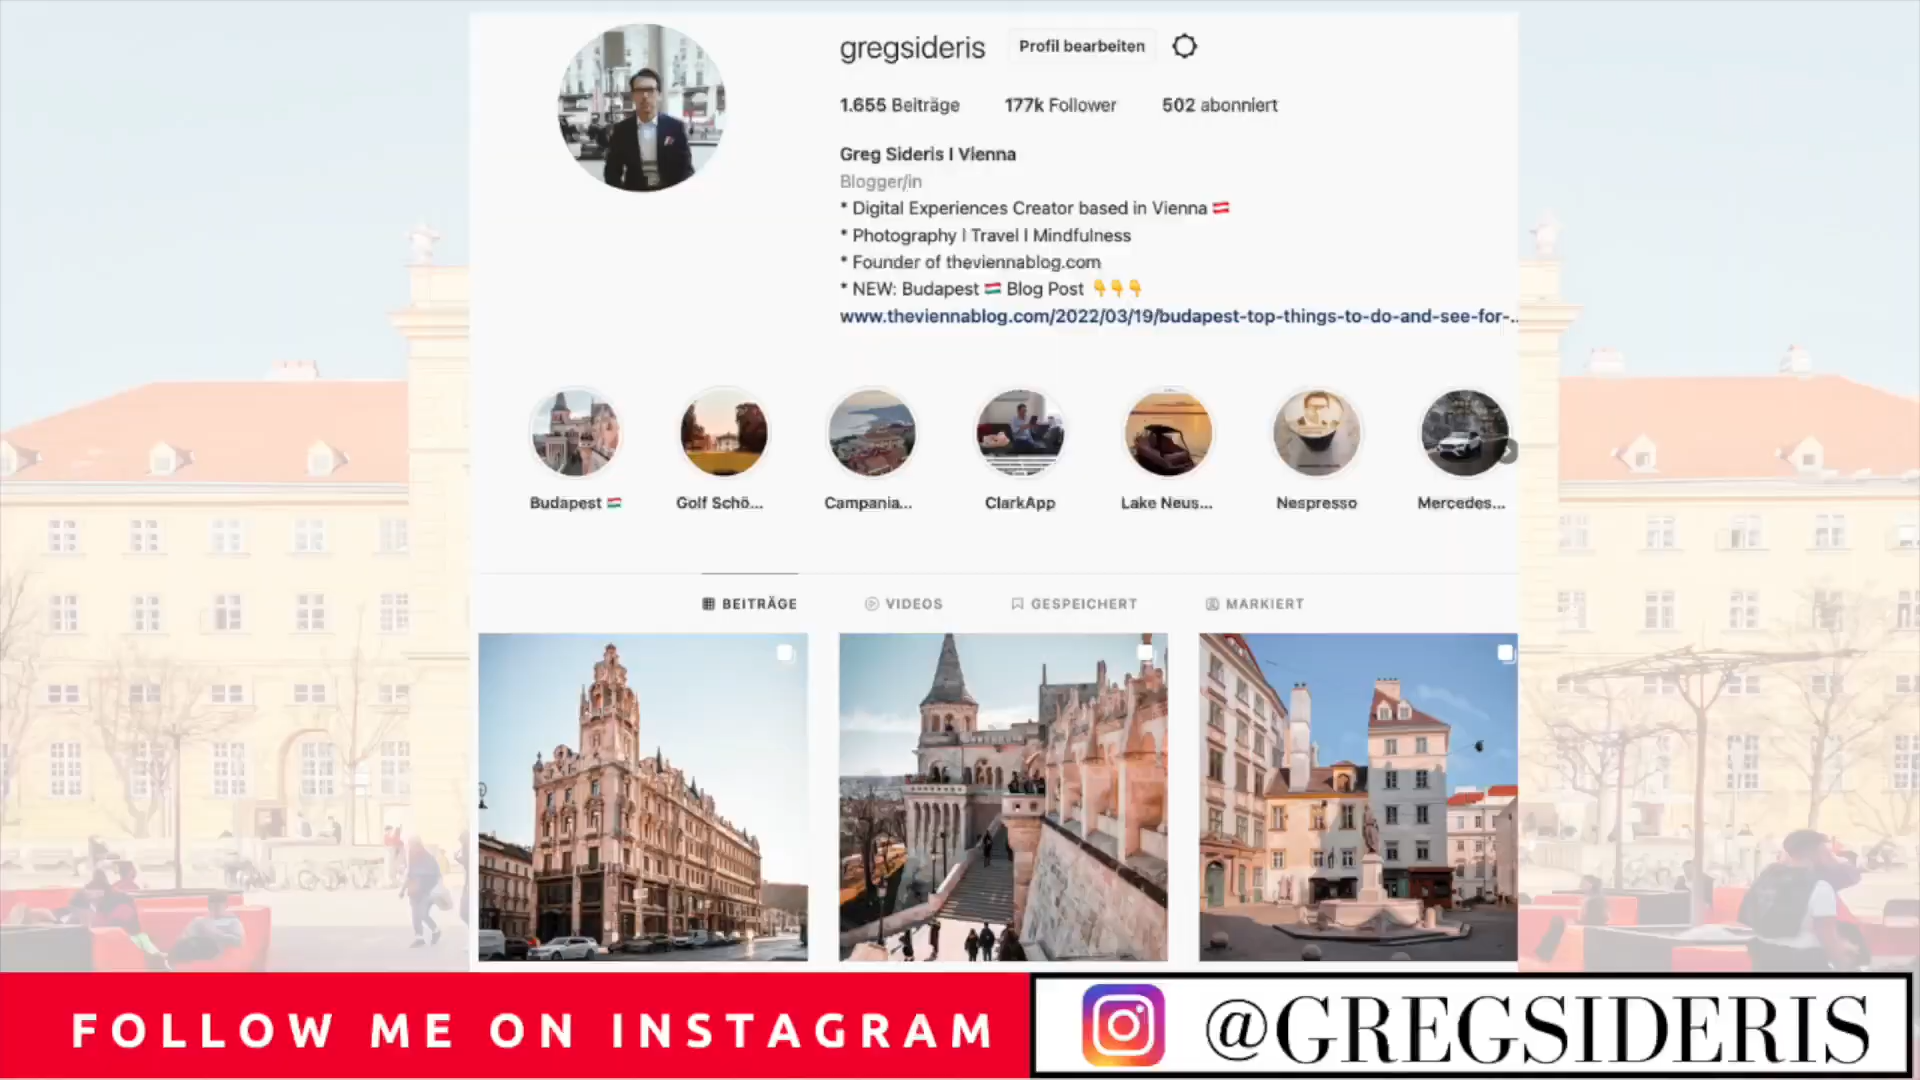 gregsideris Profil bearbeiten
1.655 Beiträge 177k Follower 502 abonniert
Greg Sideris I Vienna
Blogger/in
* Digital Experiences Creator based in Vienna 🇦🇹
* Photography I Travel I Mindfulness
* Founder of theviennablog.com
* NEW: Budapest 🇭🇺 Blog Post 👇👇👇
www.theviennablog.com/2022/03/19/budapest-top-things-to-do-and-see-for-...
Budapest 🇭🇺 Golf Schö... Campania... ClarkApp Lake Neus... Nespresso Mercedes...
BEITRÄGE VIDEOS GESPEICHERT MARKIERT
FOLLOW ME ON INSTAGRAM @GREGSIDERIS